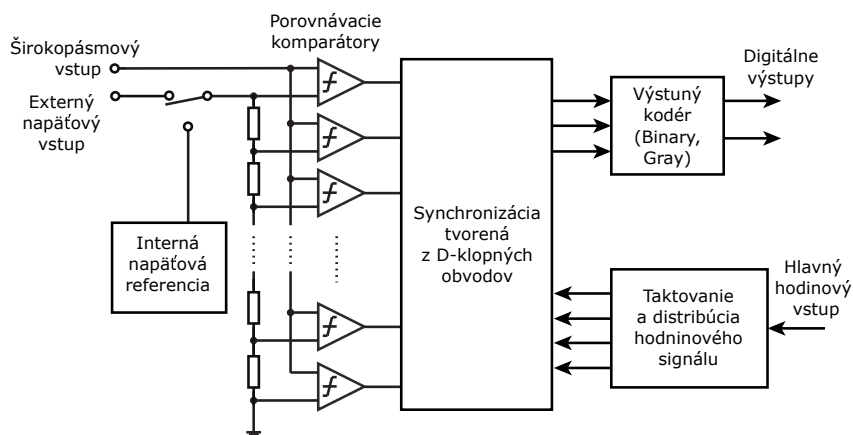 Porovnávacie
komparátory
Širokopásmový
vstup
Externý
napäťový
vstup
Interná
napäťová
referencia
Synchronizácia
tvorená
z D-klopných
obvodov
Výstuný
kodér
(Binary,
Gray)
Digitálne
výstupy
Taktovanie
a distribúcia
hodninového
signálu
Hlavný
hodinový
vstup